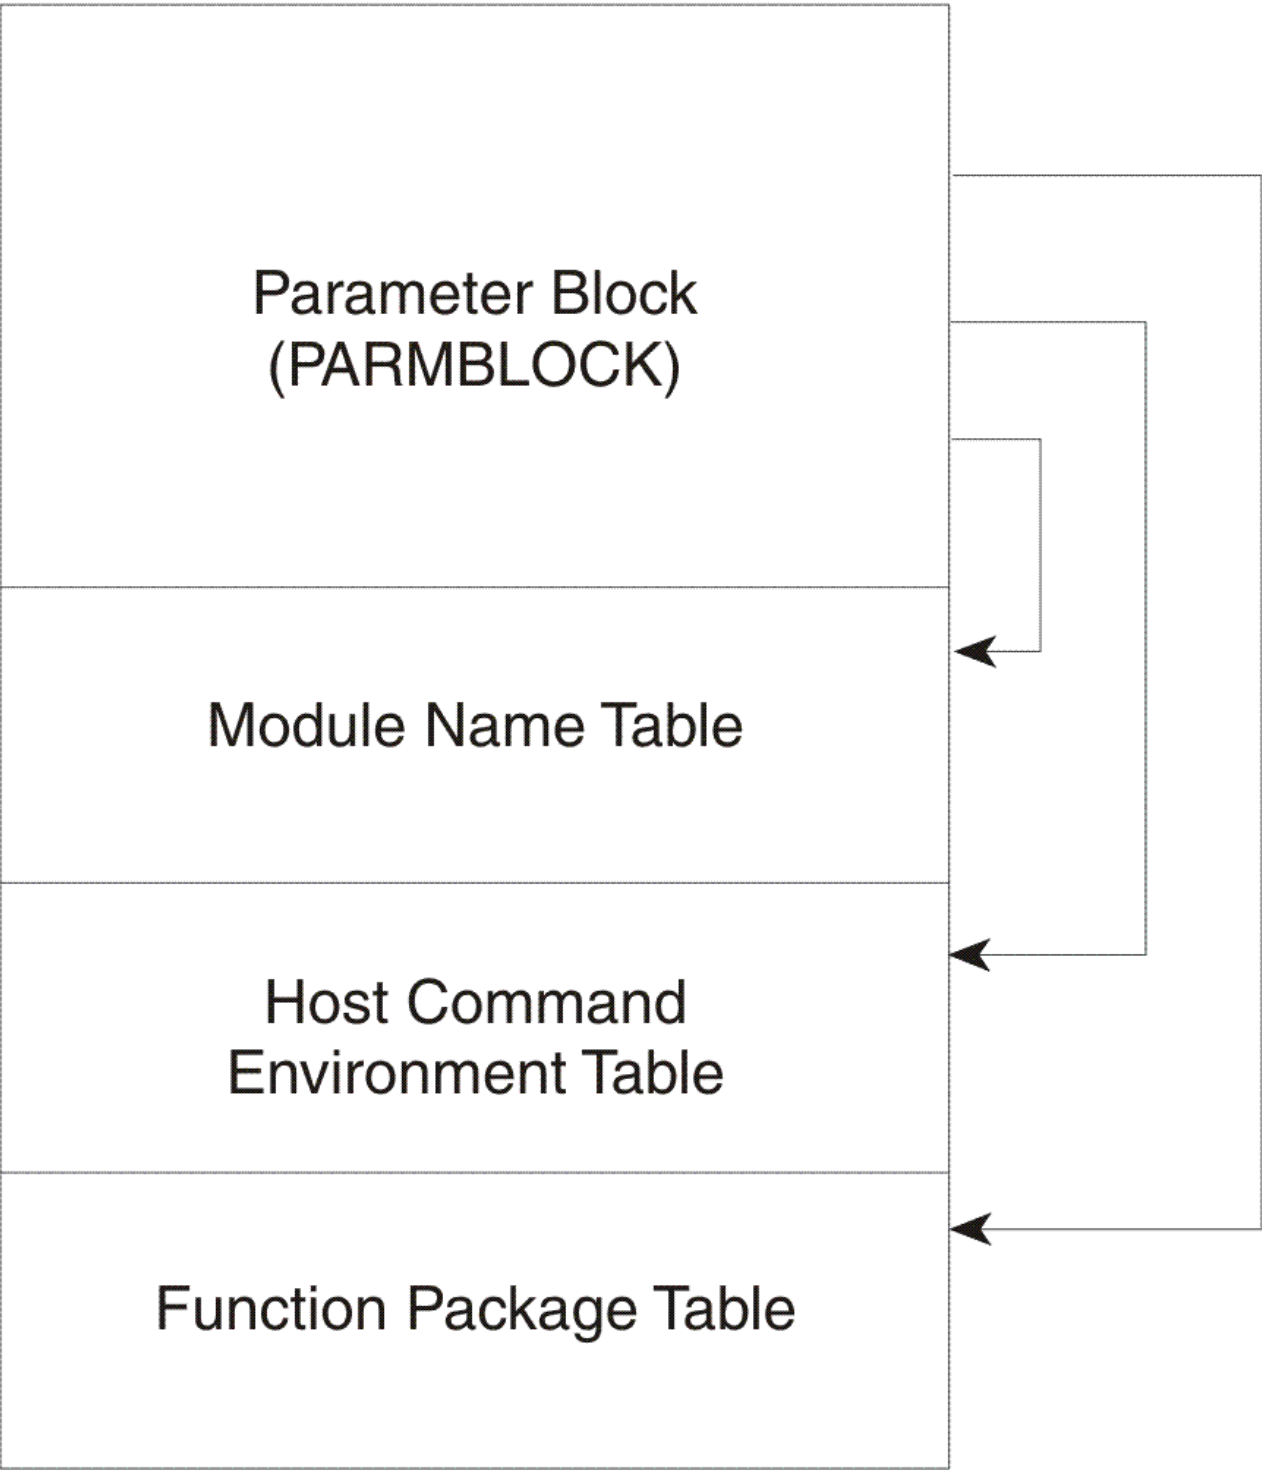 Parameter Block
(PARMBLOCK)
Module Name Table
Host Command
Environment Table
Function Package Table